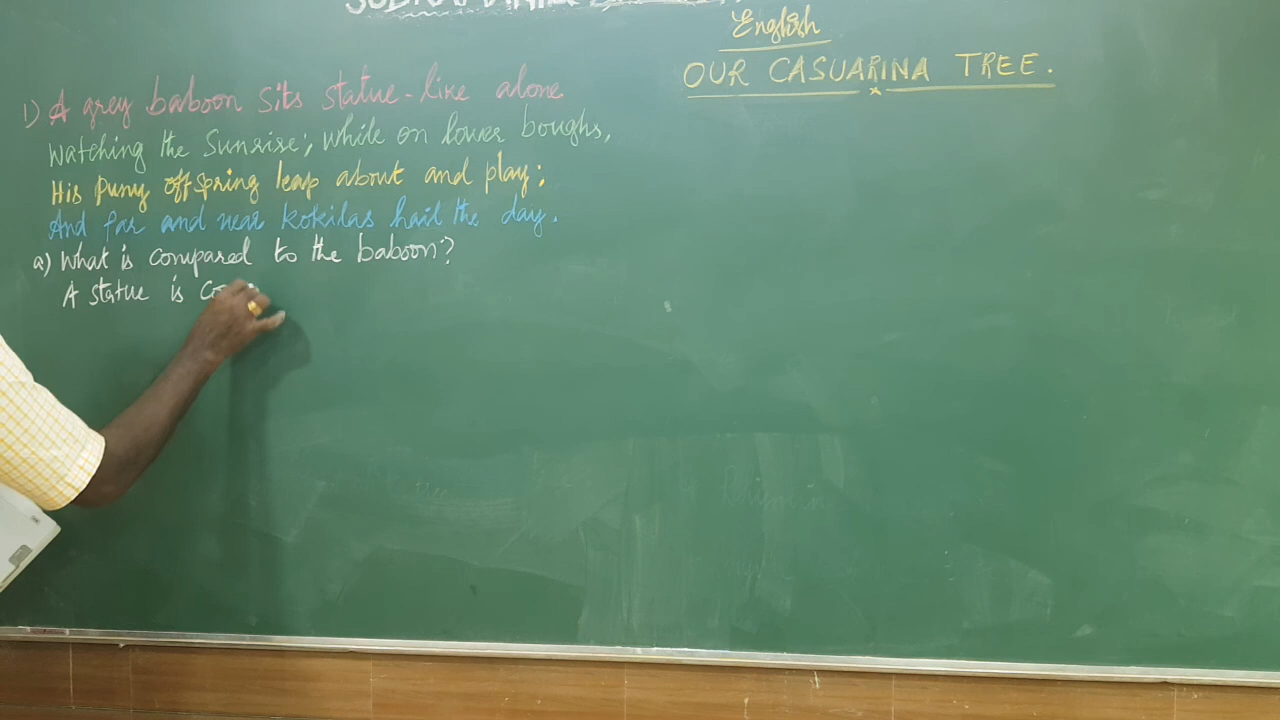 English
OUR CASUARINA TREE.
1) A grey baboon sits statue-like alone
Watching the Sunrise; while on lower boughs,
His puny offspring leap about and play;
And far and near kokilas hail the day.
a) What is compared to the baboon?
A statue is